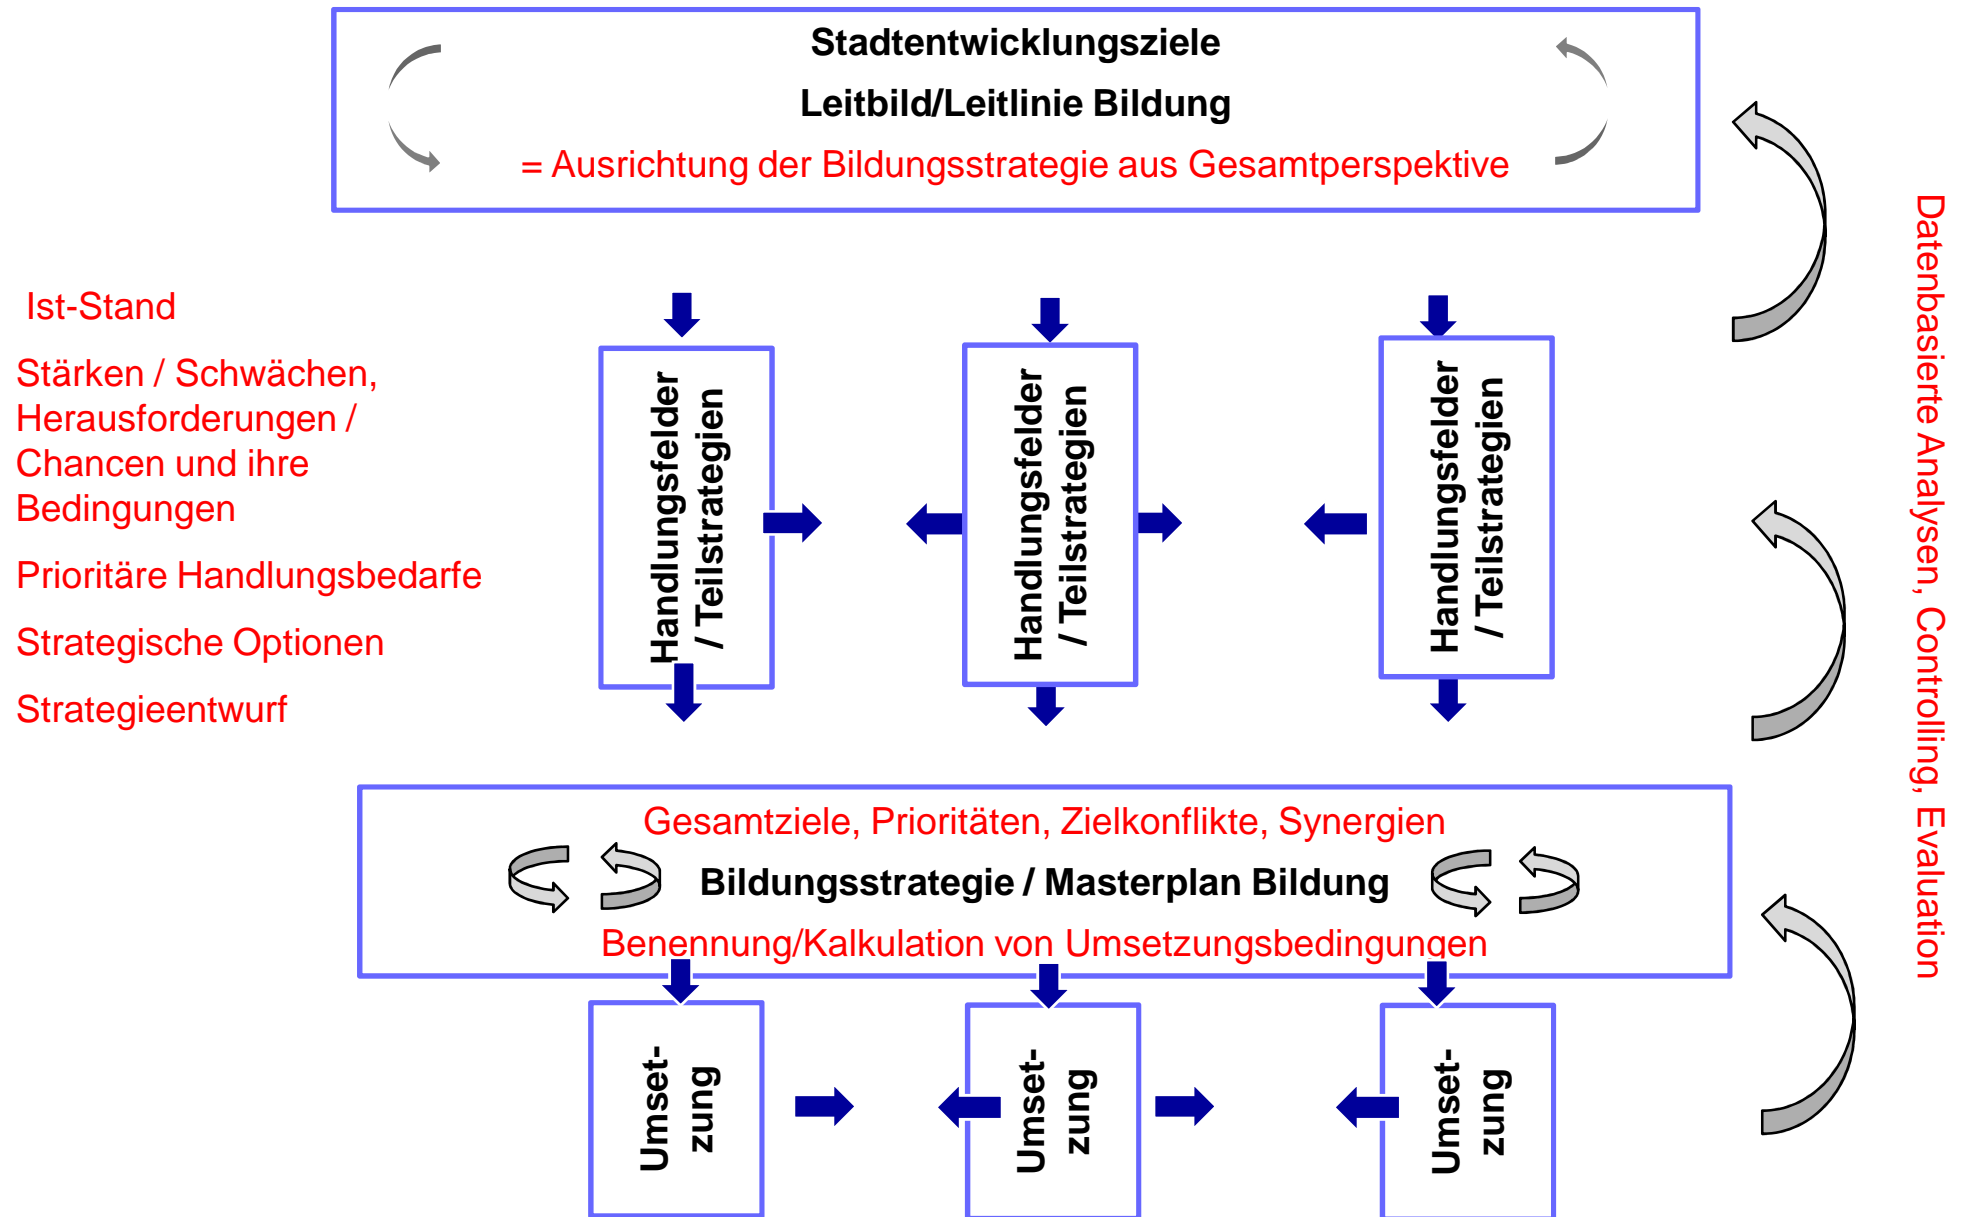 Stadtentwicklungsziele
Leitbild/Leitlinie Bildung
= Ausrichtung der Bildungsstrategie aus Gesamtperspektive
Ist-Stand
Stärken / Schwächen,
Herausforderungen /
Chancen und ihre
Bedingungen
Prioritäre Handlungsbedarfe
Strategische Optionen
Strategieentwurf
Handlungsfelder
/ Teilstrategien
Handlungsfelder
/ Teilstrategien
Handlungsfelder
/ Teilstrategien
Datenbasierte Analysen, Controlling, Evaluation
Gesamtziele, Prioritäten, Zielkonflikte, Synergien
Bildungsstrategie / Masterplan Bildung
Benennung/Kalkulation von Umsetzungsbedingungen
Umset-
zung
Umset-
zung
Umset-
zung